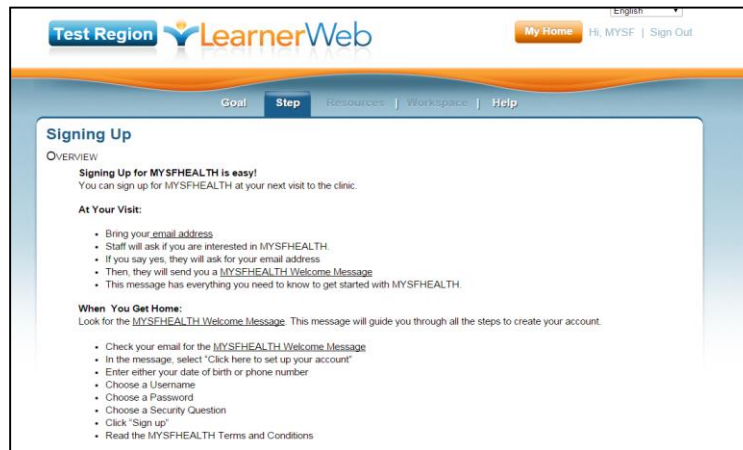 English
Test Region LearnerWeb
My Home Hi, MYSF | Sign Out
Goal Step Resources | Workspace | Help
Signing Up
OVERVIEW
Signing Up for MYSFHEALTH is easy!
You can sign up for MYSFHEALTH at your next visit to the clinic.
At Your Visit:
• Bring your email address
• Staff will ask if you are interested in MYSFHEALTH.
• If you say yes, they will ask for your email address
• Then, they will send you a MYSFHEALTH Welcome Message
• This message has everything you need to know to get started with MYSFHEALTH.
When You Get Home:
Look for the MYSFHEALTH Welcome Message. This message will guide you through all the steps to create your account.
• Check your email for the MYSFHEALTH Welcome Message
• In the message, select "Click here to set up your account"
• Enter either your date of birth or phone number
• Choose a Username
• Choose a Password
• Choose a Security Question
• Click "Sign up"
• Read the MYSFHEALTH Terms and Conditions